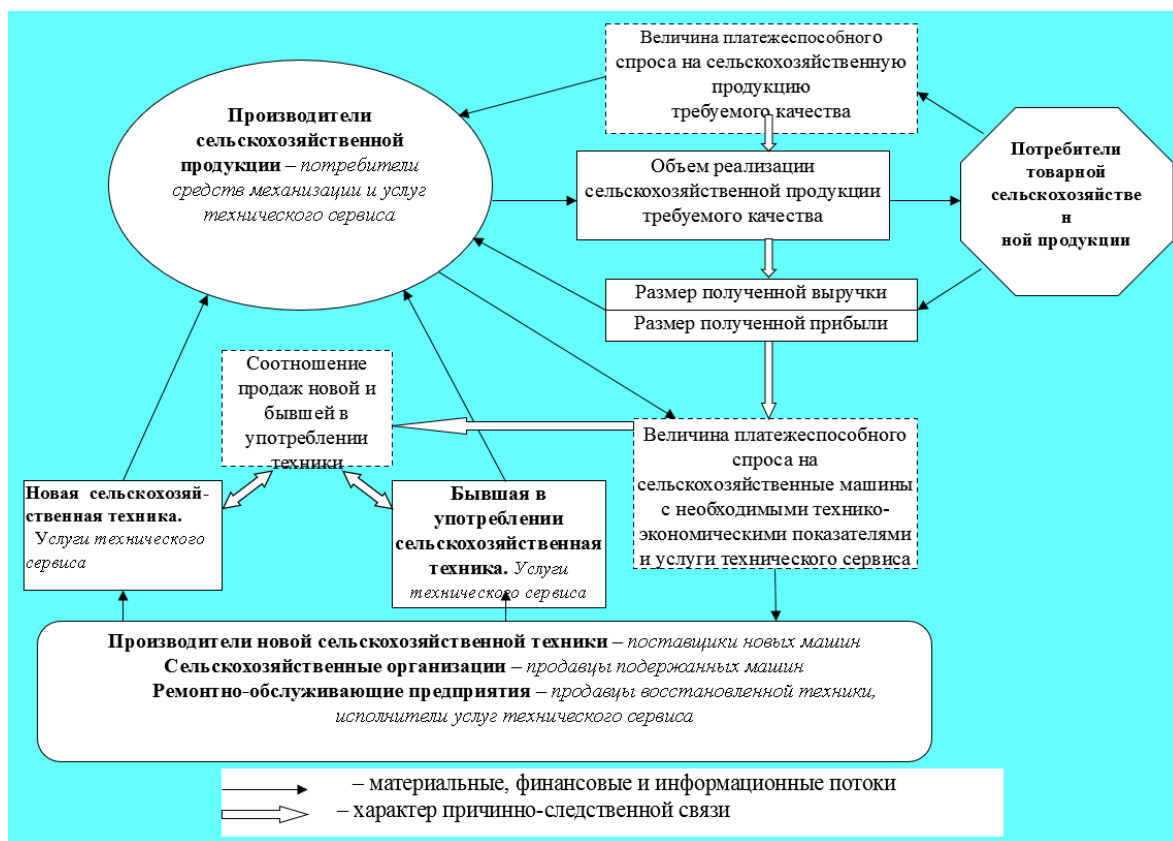 Величина платежеспособного
спроса на сельскохозяйственную
продукцию
требуемого качества
Производители
сельскохозяйственной
продукции – потребители
средств механизации и услуг
технического сервиса
Объем реализации
сельскохозяйственной продукции
требуемого качества
Потребители
товарной
сельскохозяйстве
н
ной продукции
Размер полученной выручки
Размер полученной прибыли
Соотношение
продаж новой и
бывшей в
употреблении
техники
Величина платежеспособного
спроса на
сельскохозяйственные машины
с необходимыми технико-
экономическими показателями
и услуги технического сервиса
Новая сельскохозяй-
ственная техника.
Услуги технического
сервиса
Бывшая в
употреблении
сельскохозяйственная
техника. Услуги
технического сервиса
Производители новой сельскохозяйственной техники – поставщики новых машин
Сельскохозяйственные организации – продавцы подержанных машин
Ремонтно-обслуживающие предприятия – продавцы восстановленной техники,
исполнители услуг технического сервиса
– материальные, финансовые и информационные потоки
– характер причинно-следственной связи